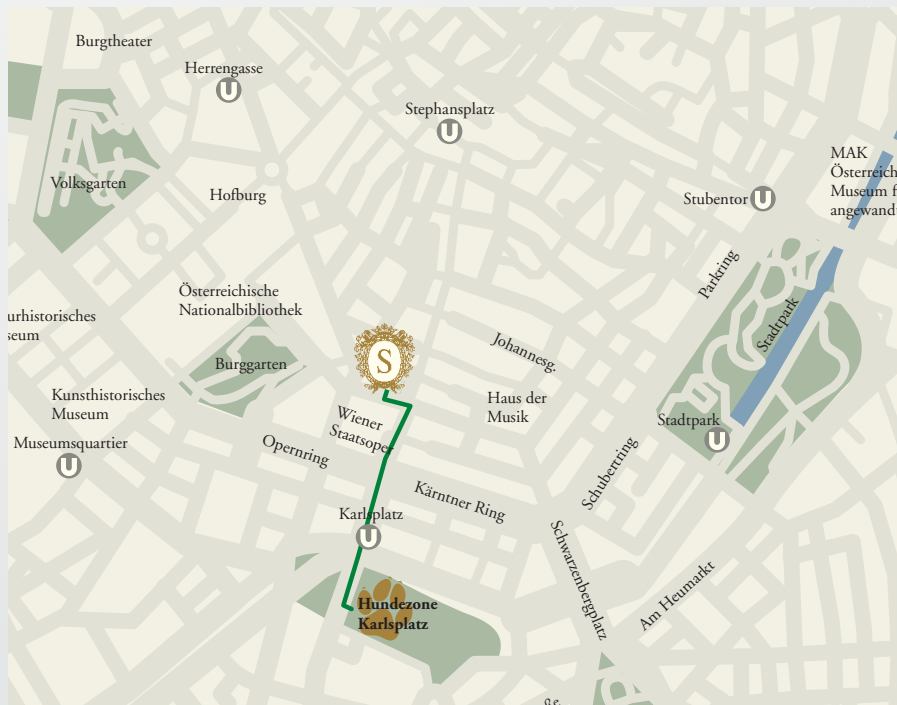 Burgtheater
Herrengasse
U
Stephansplatz
U
MAK
Österreich
Museum f
angewand
Volksgarten
Hofburg
Stubentor U
Parkring
Österreichische
Nationalbibliothek
urhistorisches
seum
Stadtpark
Johannesg.
S
Burggarten
Kunsthistorisches
Museum
Haus der
Musik
Wiener
Staatsoper
Stadtpark
U
Museumsquartier
U
Opernring
Schubertring
Kärntner Ring
Karlsplatz
U
Schwarzenbergplatz
Am Heumarkt
Hundezone
Karlsplatz